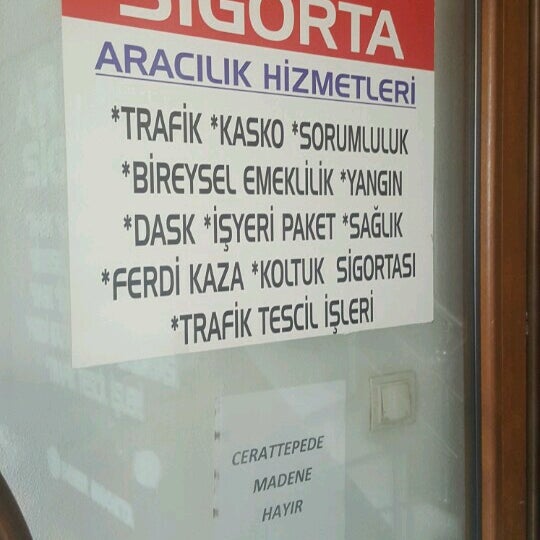 SİGORTA
ARACILIK HİZMETLERİ
*TRAFİK *KASKO *SORUMLULUK
*BİREYSEL EMEKLİLİK *YANGIN
*DASK *İŞYERİ PAKET *SAĞLIK
*FERDİ KAZA *KOLTUK SİGORTASI
*TRAFİK TESCİL İŞLERİ
CERATTEPEDE
MADENE
HAYIR